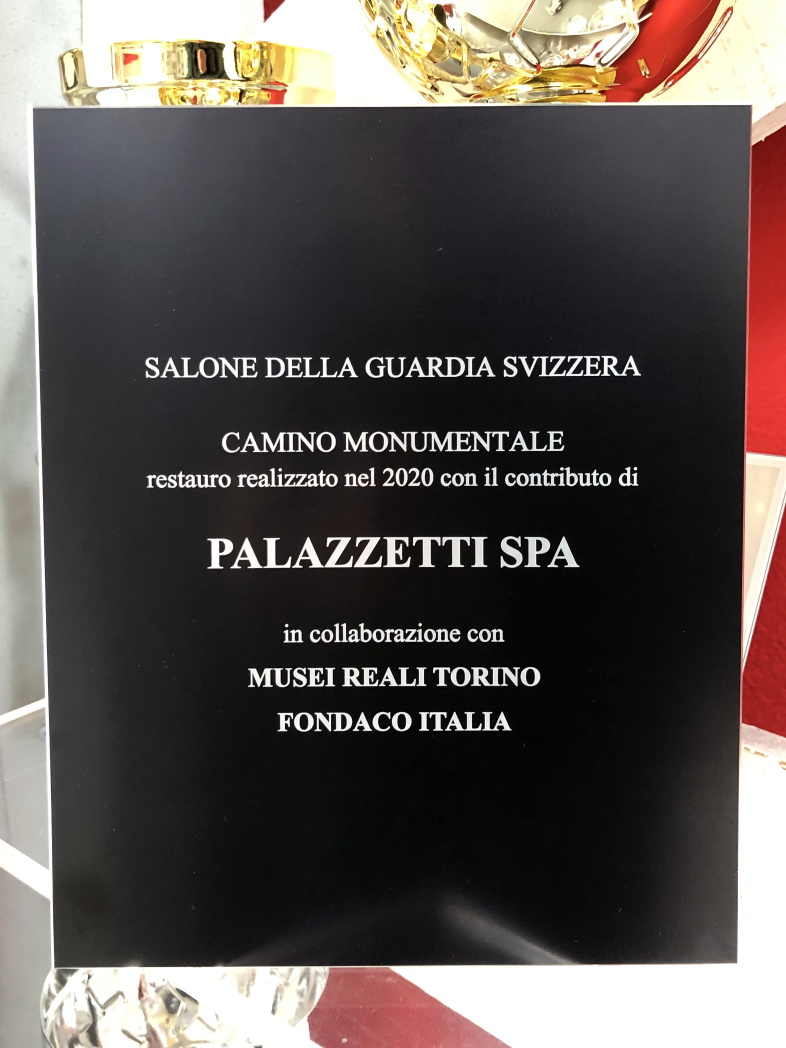 SALONE DELLA GUARDIA SVIZZERA
CAMINO MONUMENTALE
restauro realizzato nel 2020 con il contributo di
PALAZZETTI SPA
in collaborazione con
MUSEI REALI TORINO
FONDACO ITALIA